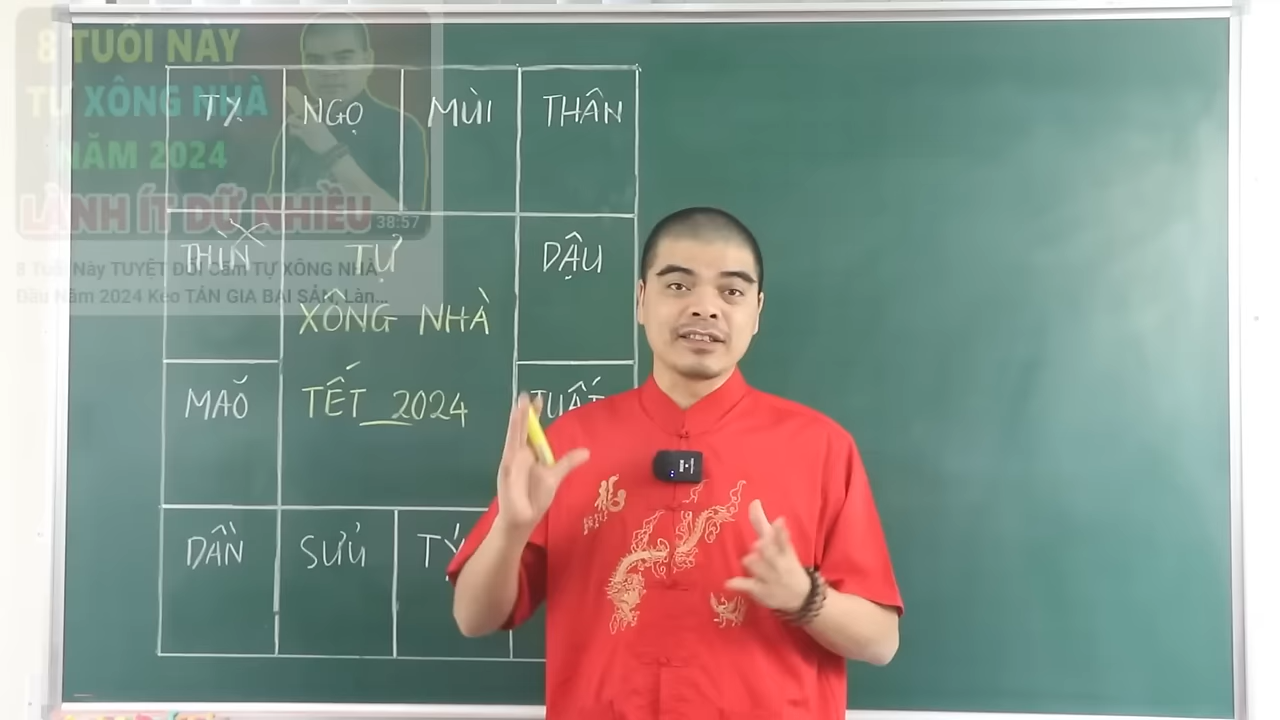 8 TUỔI NÀY
TỰ XÔNG NHÀ
NĂM 2024
LÀNH ÍT DỮ NHIỀU
38:57
8 Tuổi Này TUYỆT ĐỐI Cấm TỰ XÔNG NHÀ
Đầu Năm 2024 Kẻo TÁN GIA BẠI SẢN, Làn...
TỴ NGỌ MÙI THÂN
THÌN TỰ DẬU
XÔNG NHÀ
MAÕ TẾT 2024 TUẤT
DẦN SỬU TÝ